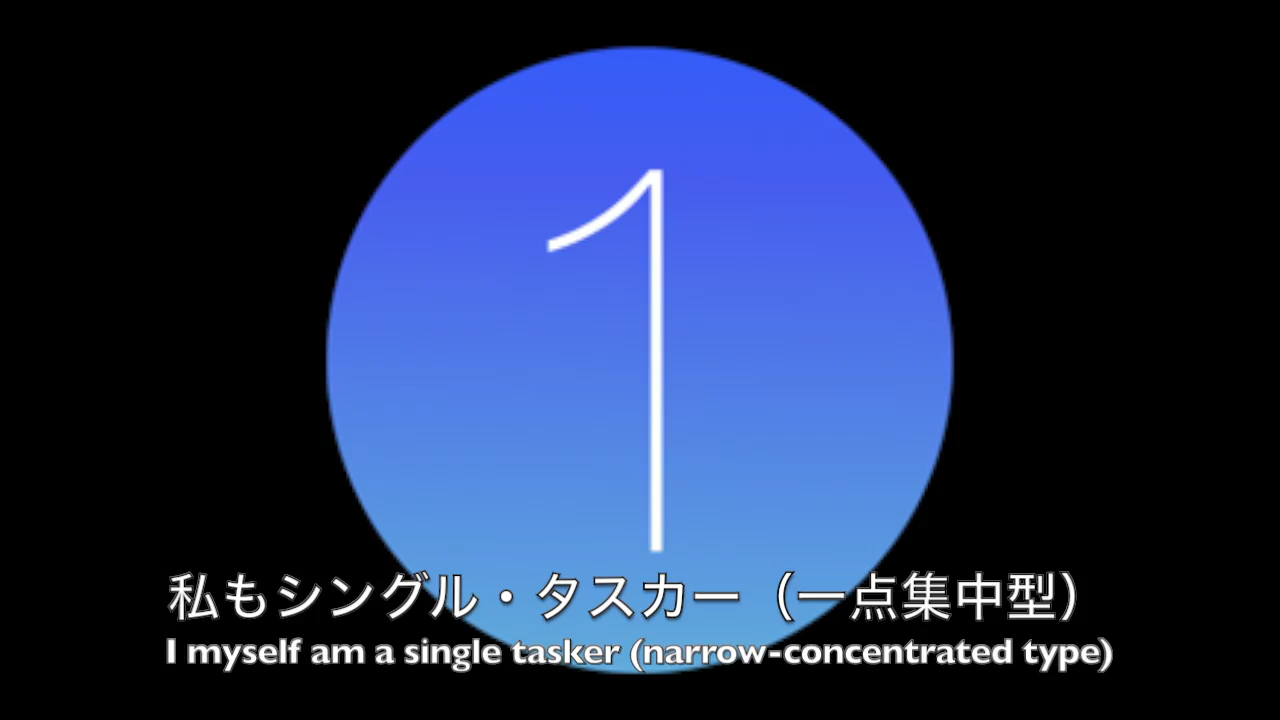 1
私もシングル・タスカー（一点集中型）
I myself am a single tasker (narrow-concentrated type)